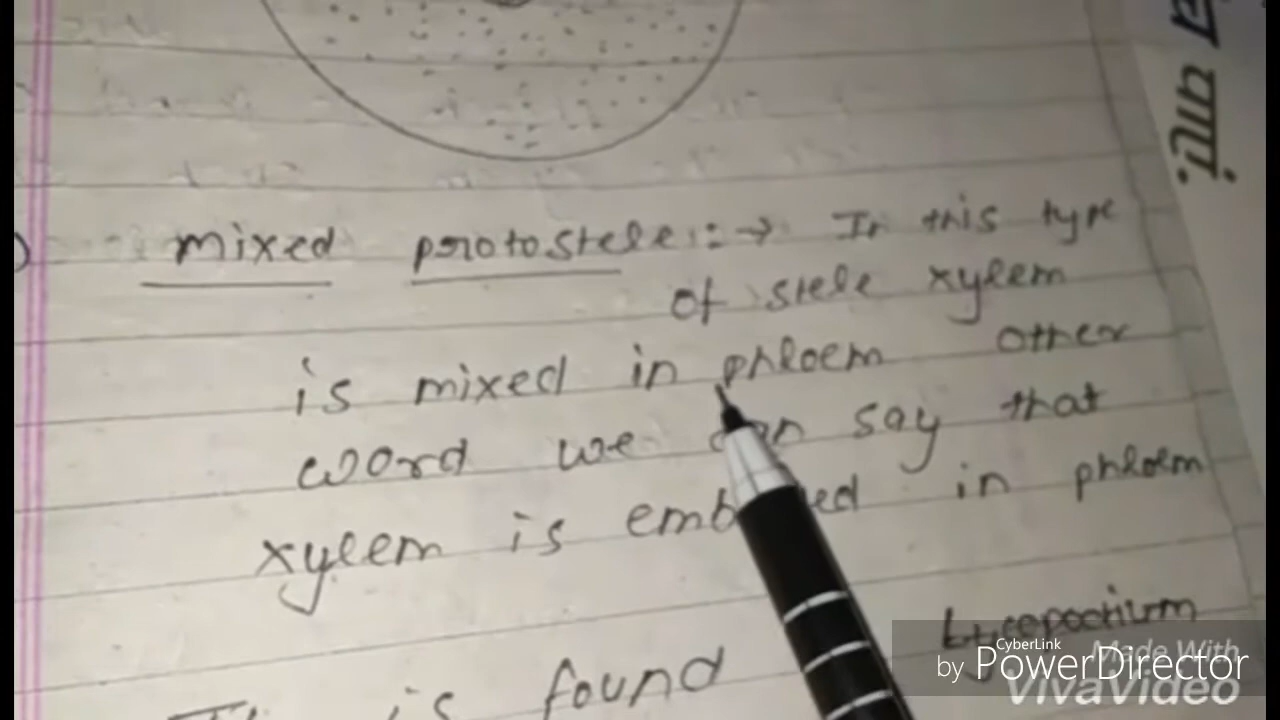 mixed protostele :→ In this type
of stele xylem
is mixed in phloem other
word we can say that
xylem is in phloem
is found Lycopodium
CyberLink
by PowerDirector
Made With
VivaVideo